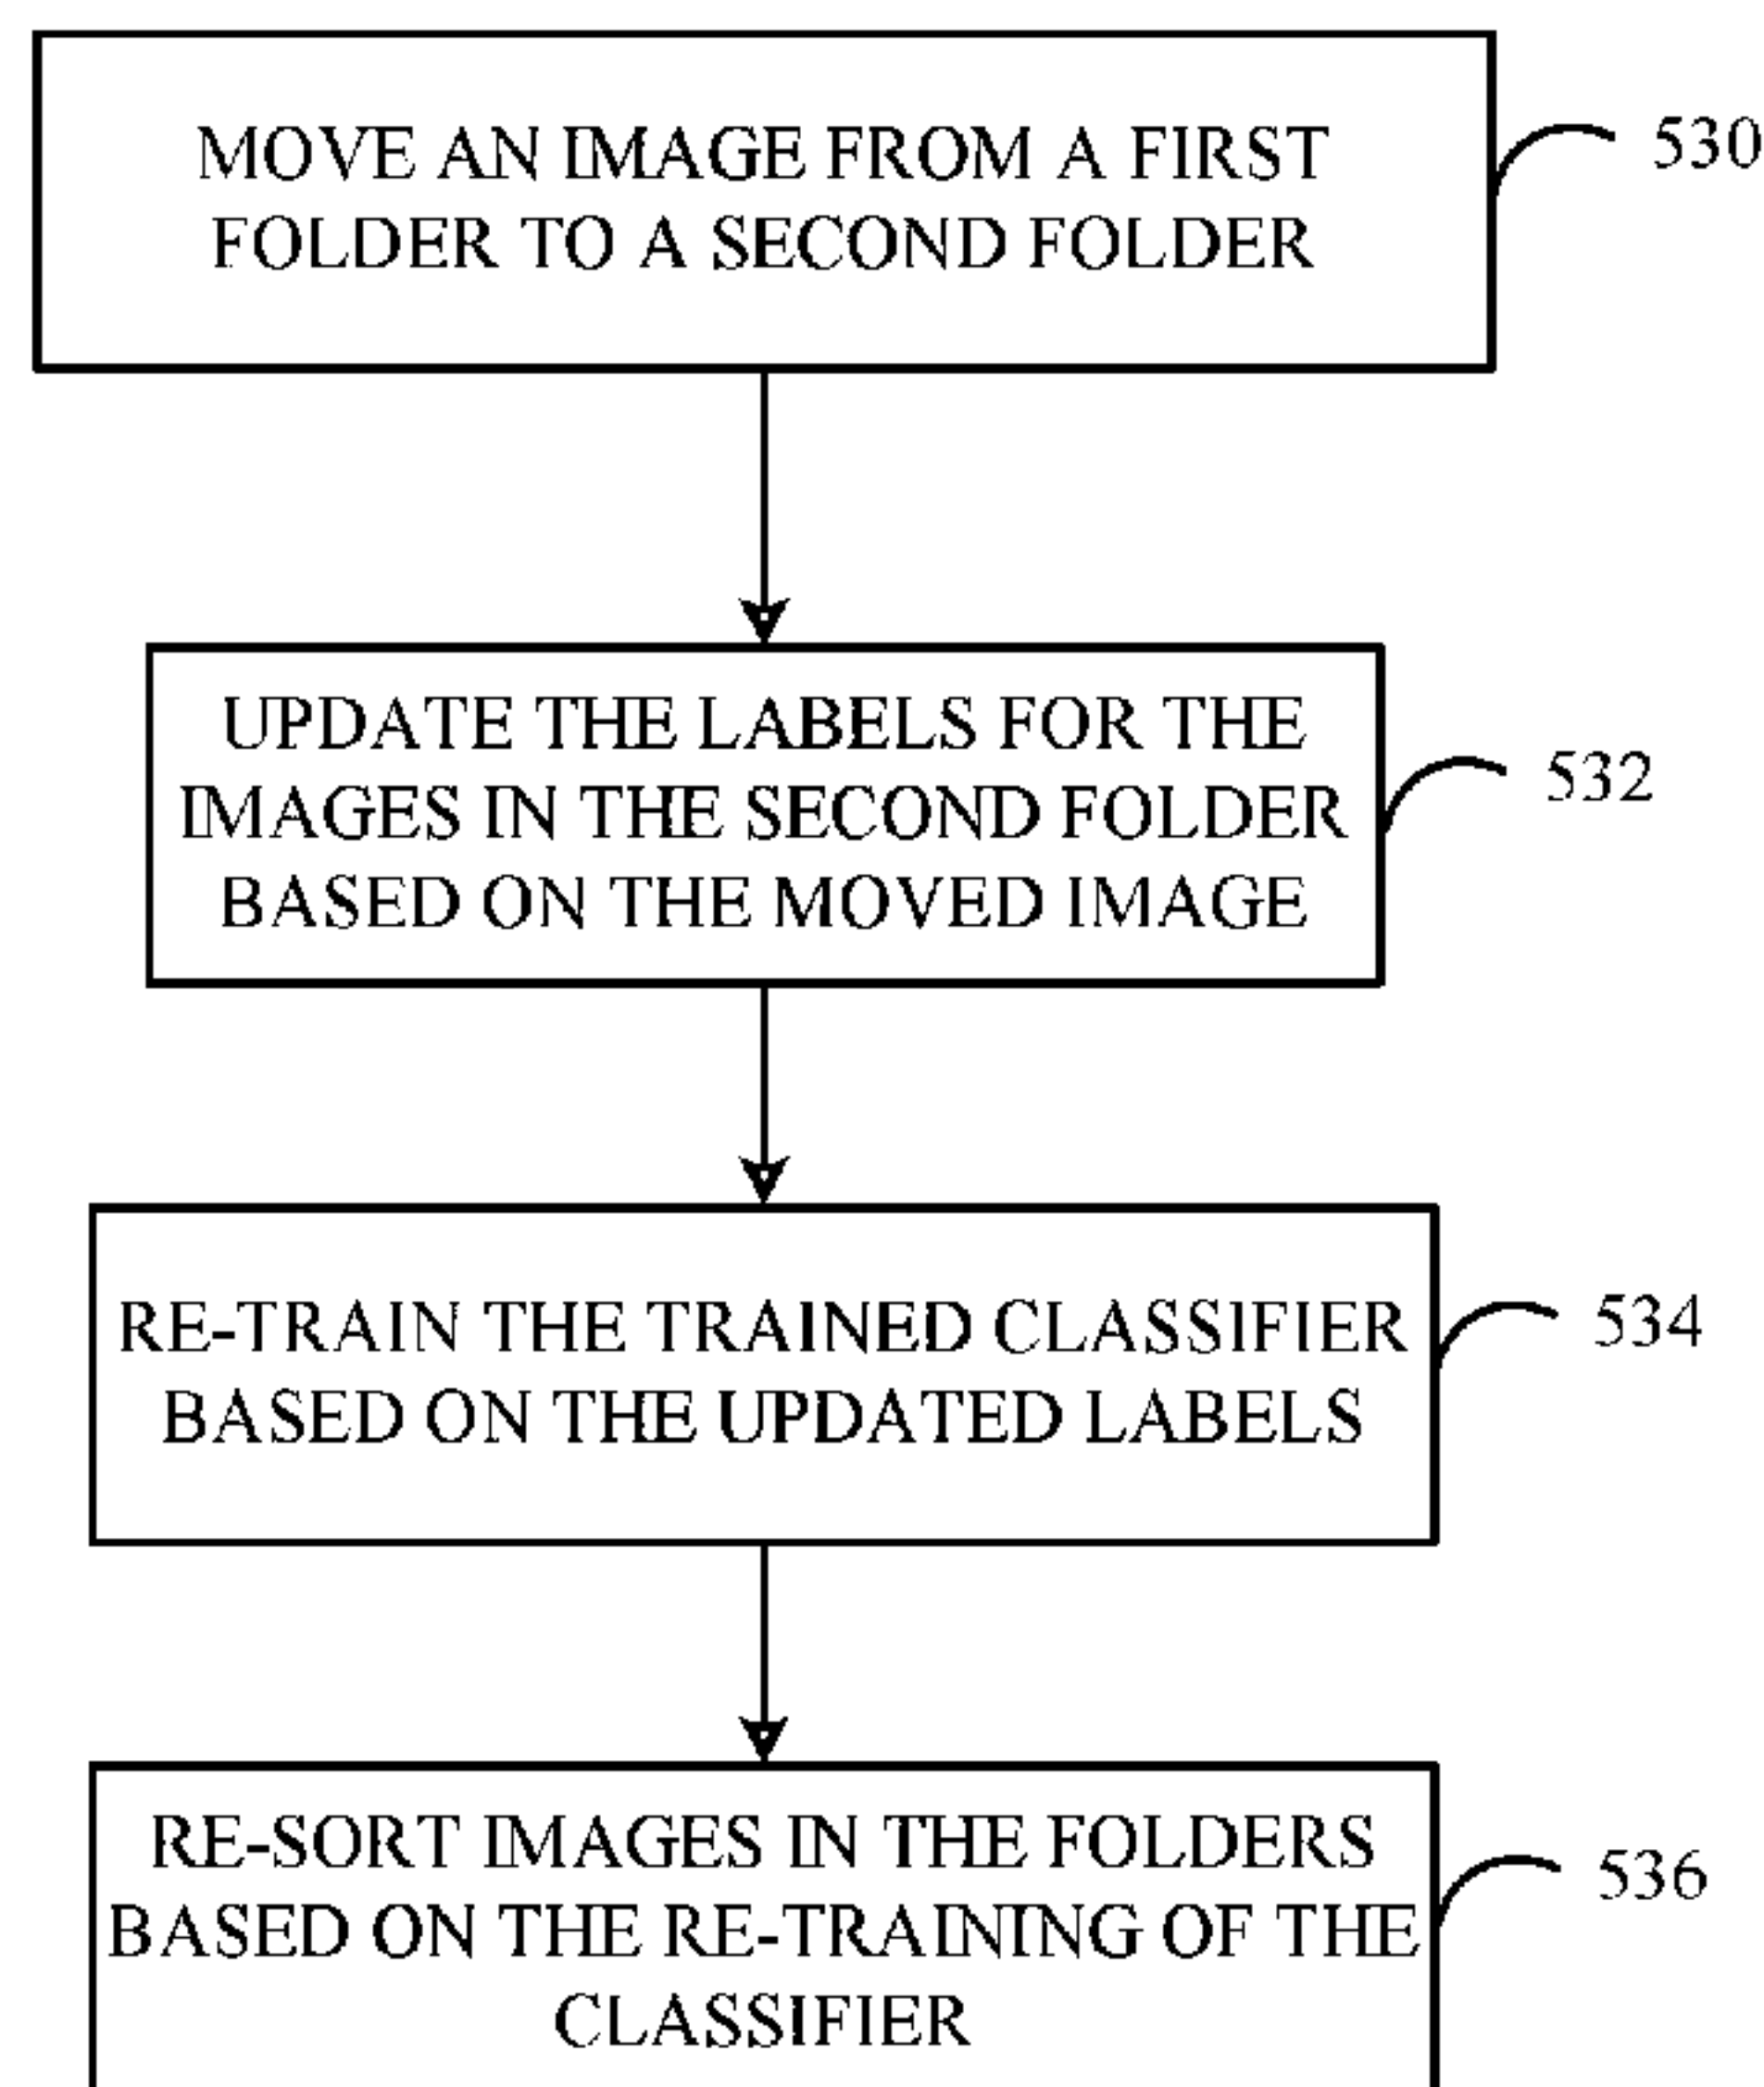 MOVE AN IMAGE FROM A FIRST
FOLDER TO A SECOND FOLDER
530
UPDATE THE LABELS FOR THE
IMAGES IN THE SECOND FOLDER
BASED ON THE MOVED IMAGE
532
RE-TRAIN THE TRAINED CLASSIFIER
BASED ON THE UPDATED LABELS
534
RE-SORT IMAGES IN THE FOLDERS
BASED ON THE RE-TRAINING OF THE
CLASSIFIER
536